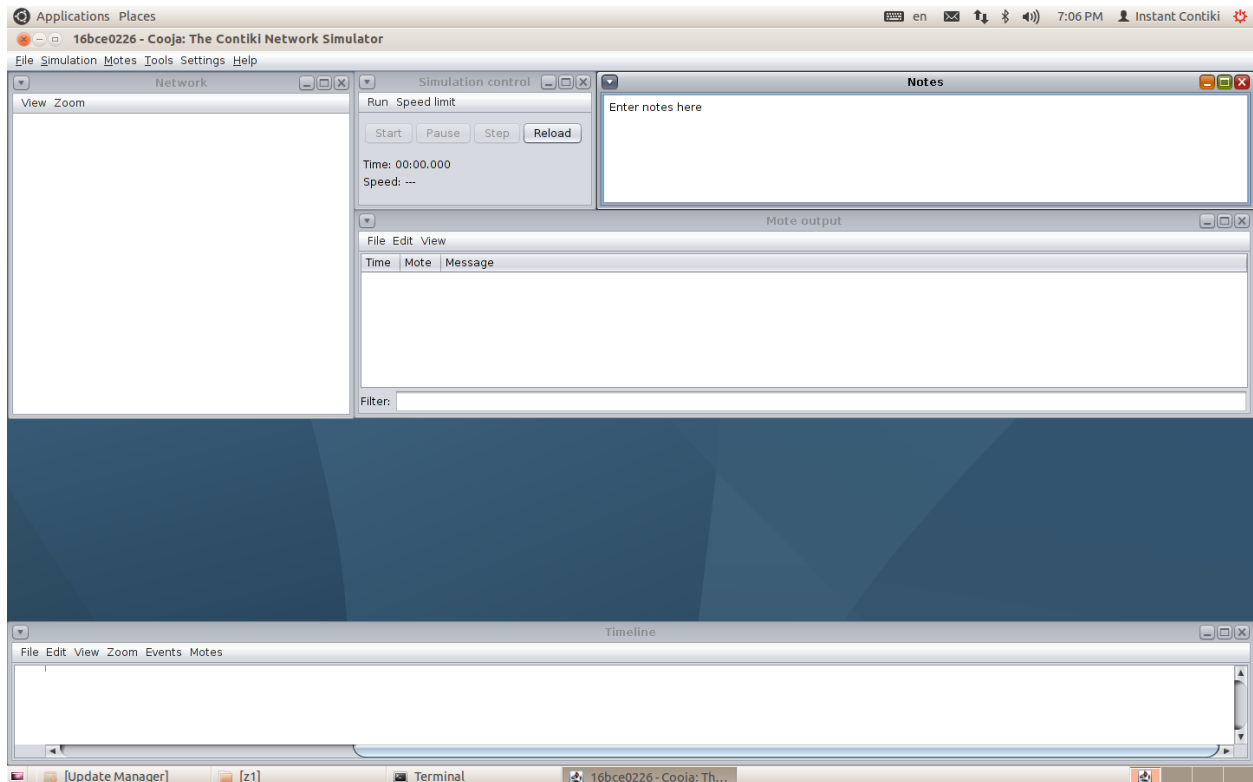 Applications Places
en
7:06 PM
Instant Contiki
16bce0226 - Cooja: The Contiki Network Simulator
File Simulation Motes Tools Settings Help
Network
View Zoom
Simulation control
Run Speed limit
Start Pause Step Reload
Time: 00:00.000
Speed: ---
Notes
Enter notes here
Mote output
File Edit View
Time Mote Message
Filter:
Timeline
File Edit View Zoom Events Motes
[Update Manager]
[z1]
Terminal
16bce0226 - Cooja: Th...